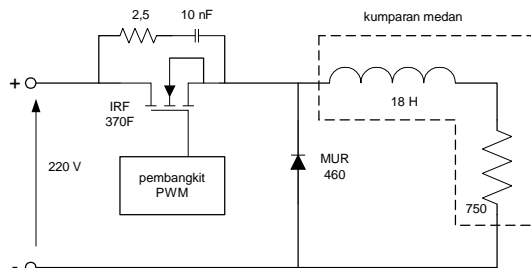 2,5
10 nF
kumparan medan
+
IRF
370F
18 H
220 V
pembangkit
PWM
MUR
460
750
-